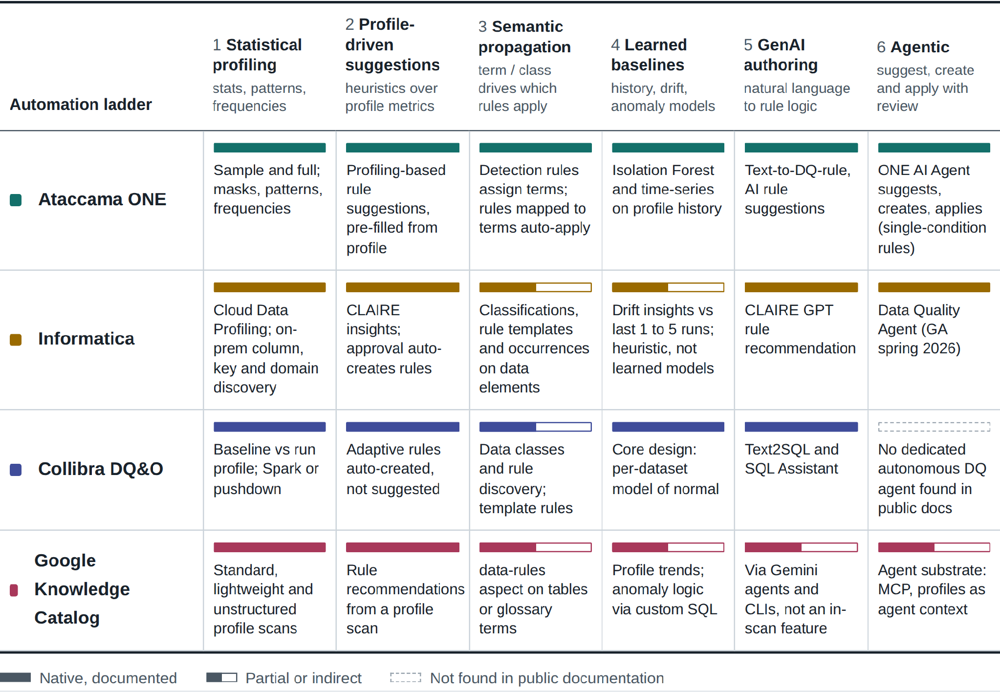 Automation ladder
1 Statistical
profiling
stats, patterns,
frequencies
2 Profile-
driven
suggestions
heuristics over
profile metrics
3 Semantic
propagation
term / class
drives which
rules apply
4 Learned
baselines
history, drift,
anomaly models
5 GenAI
authoring
natural language
to rule logic
6 Agentic
suggest, create
and apply with
review
Ataccama ONE
Sample and full;
masks, patterns,
frequencies
Profiling-based
rule
suggestions,
pre-filled from
profile
Detection rules
assign terms;
rules mapped to
terms auto-apply
Isolation Forest
and time-series
on profile history
Text-to-DQ-rule,
AI rule
suggestions
ONE AI Agent
suggests,
creates, applies
(single-condition
rules)
Informatica
Cloud Data
Profiling; on-
prem column,
key and domain
discovery
CLAIRE
insights;
approval auto-
creates rules
Classifications,
rule templates
and occurrences
on data
elements
Drift insights vs
last 1 to 5 runs;
heuristic, not
learned models
CLAIRE GPT
rule
recommendation
Data Quality
Agent (GA
spring 2026)
Collibra DQ&O
Baseline vs run
profile; Spark or
pushdown
Adaptive rules
auto-created,
not suggested
Data classes
and rule
discovery;
template rules
Core design:
per-dataset
model of normal
Text2SQL and
SQL Assistant
No dedicated
autonomous DQ
agent found in
public docs
Google
Knowledge
Catalog
Standard,
lightweight and
unstructured
profile scans
Rule
recommendations
from a profile
scan
data-rules
aspect on tables
or glossary
terms
Profile trends;
anomaly logic
via custom SQL
Via Gemini
agents and
CLIs, not an in-
scan feature
Agent substrate:
MCP, profiles as
agent context
Native, documented
Partial or indirect
Not found in public documentation